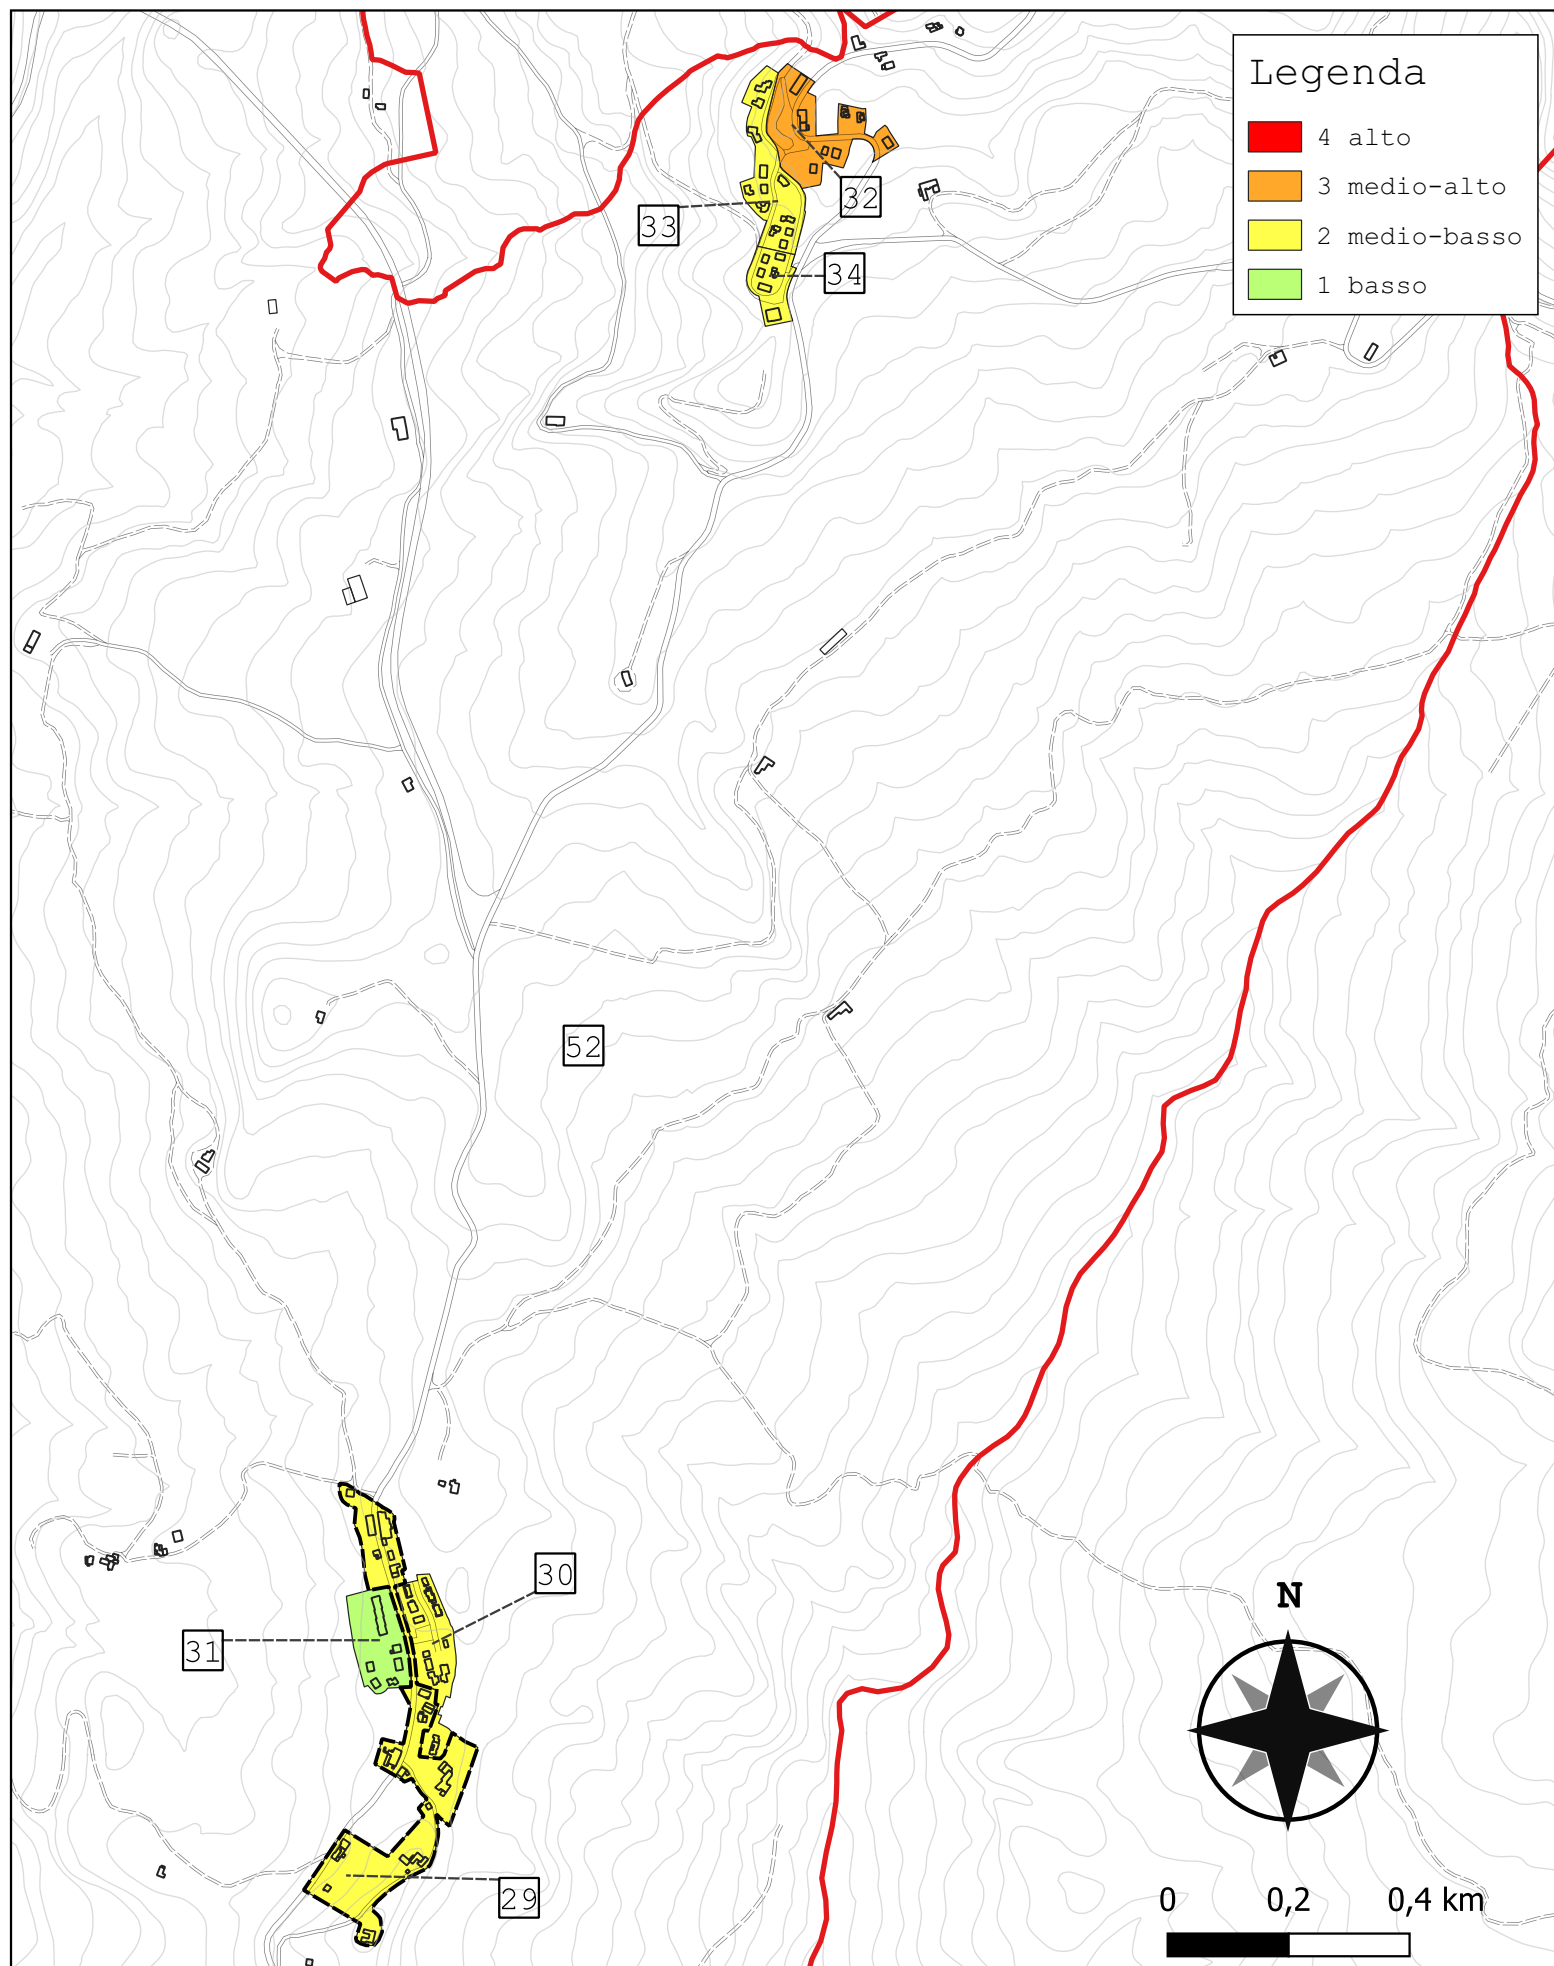 Legenda
4 alto
3 medio-alto
2 medio-basso
1 basso
32
33
34
52
30
31
29
N
0 0,2 0,4 km